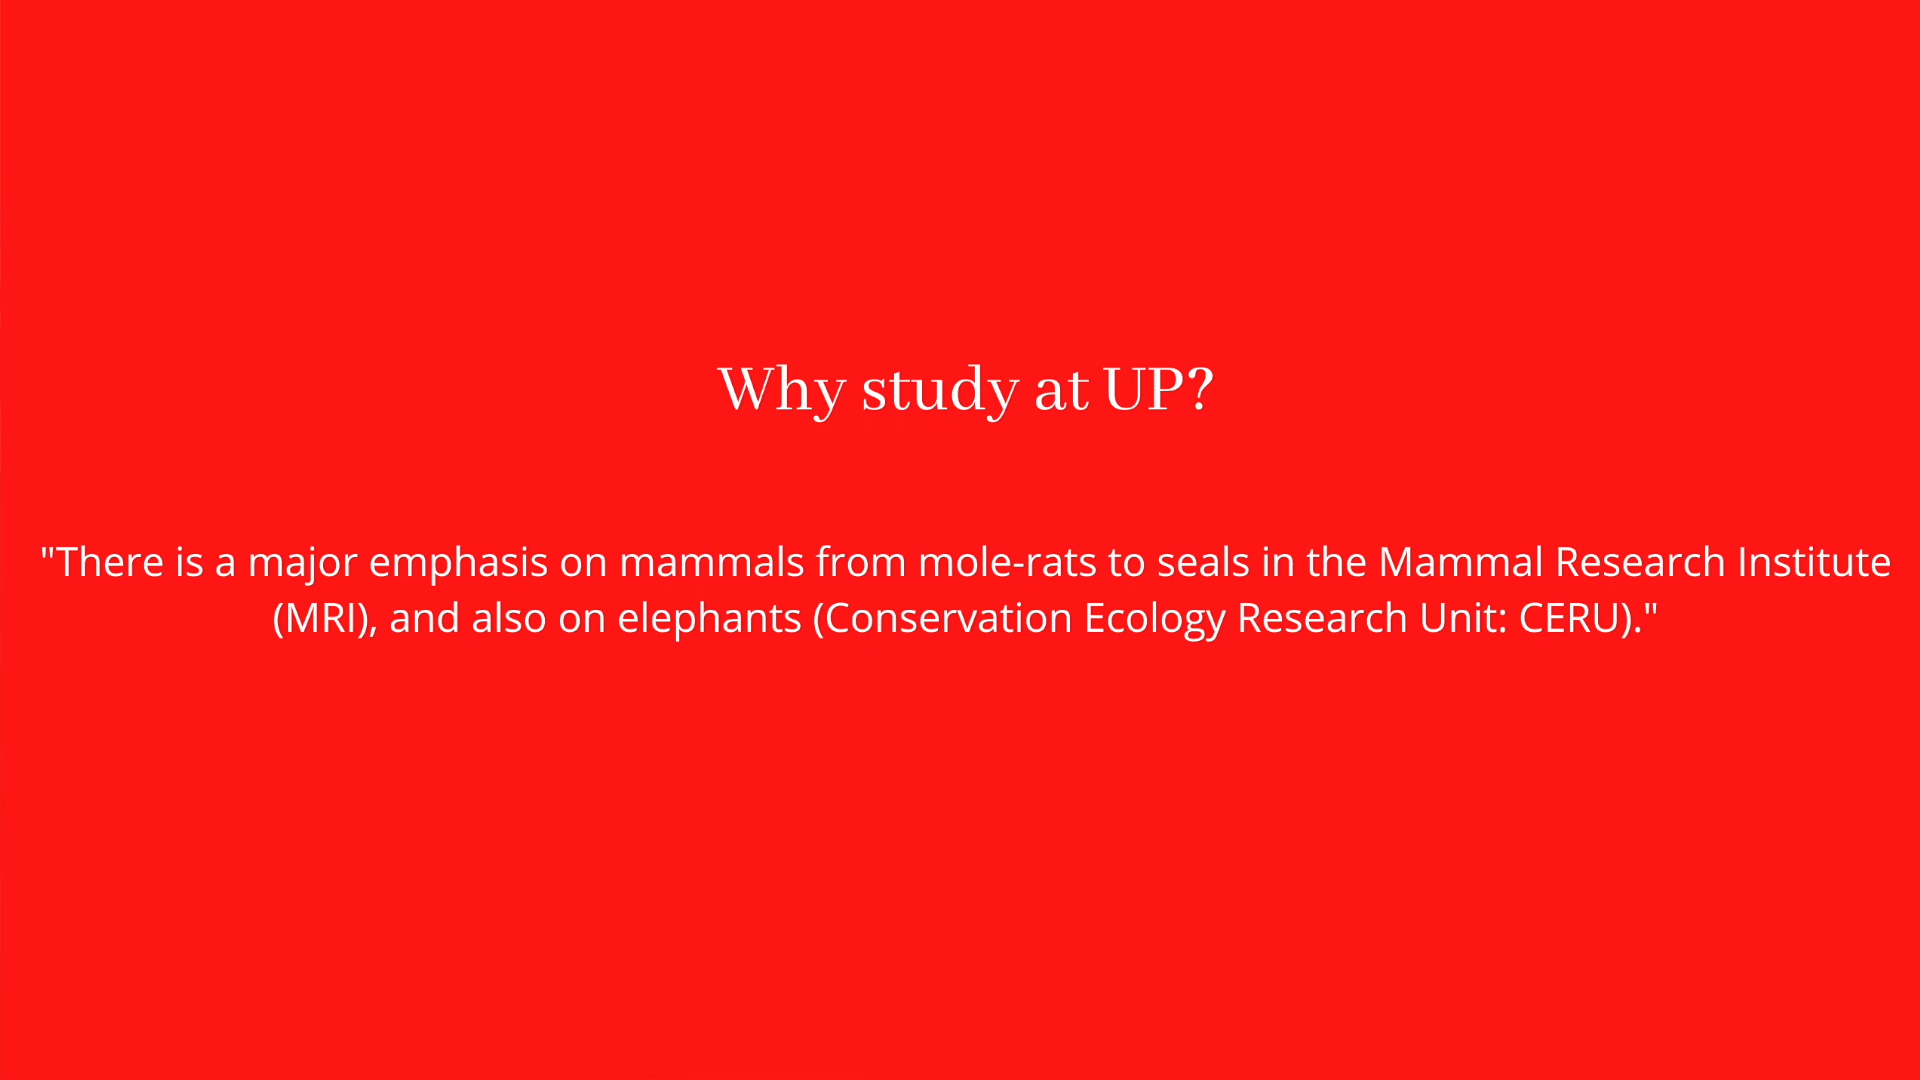 Why study at UP?
"There is a major emphasis on mammals from mole-rats to seals in the Mammal Research Institute
(MRI), and also on elephants (Conservation Ecology Research Unit: CERU)."